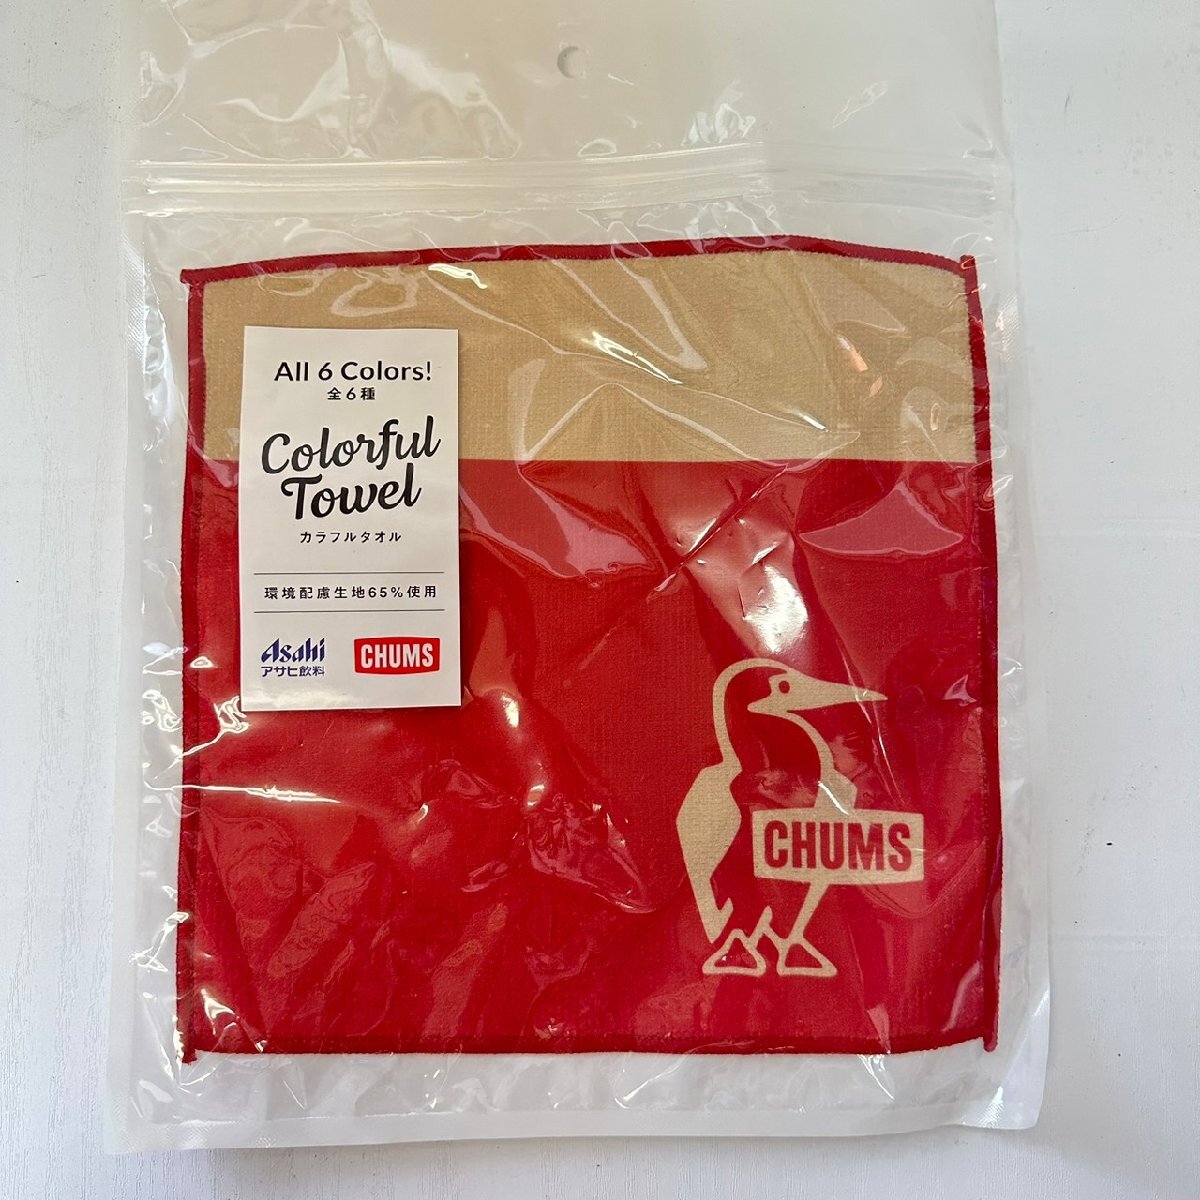 All 6 Colors!
全6種
Colorful
Towel
カラフルタオル
環境配慮生地65%使用
Asahi
アサヒ飲料
CHUMS
CHUMS